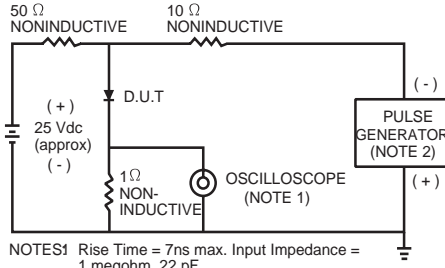 50 Ω
NONINDUCTIVE
10 Ω
NONINDUCTIVE
D.U.T
( + )
25 Vdc
(approx)
( - )
( - )
PULSE
GENERATOR
(NOTE 2)
( + )
1Ω
NON-
INDUCTIVE
OSCILLOSCOPE
(NOTE 1)
NOTES1 Rise Time = 7ns max. Input Impedance =
1 megohm, 22 pF